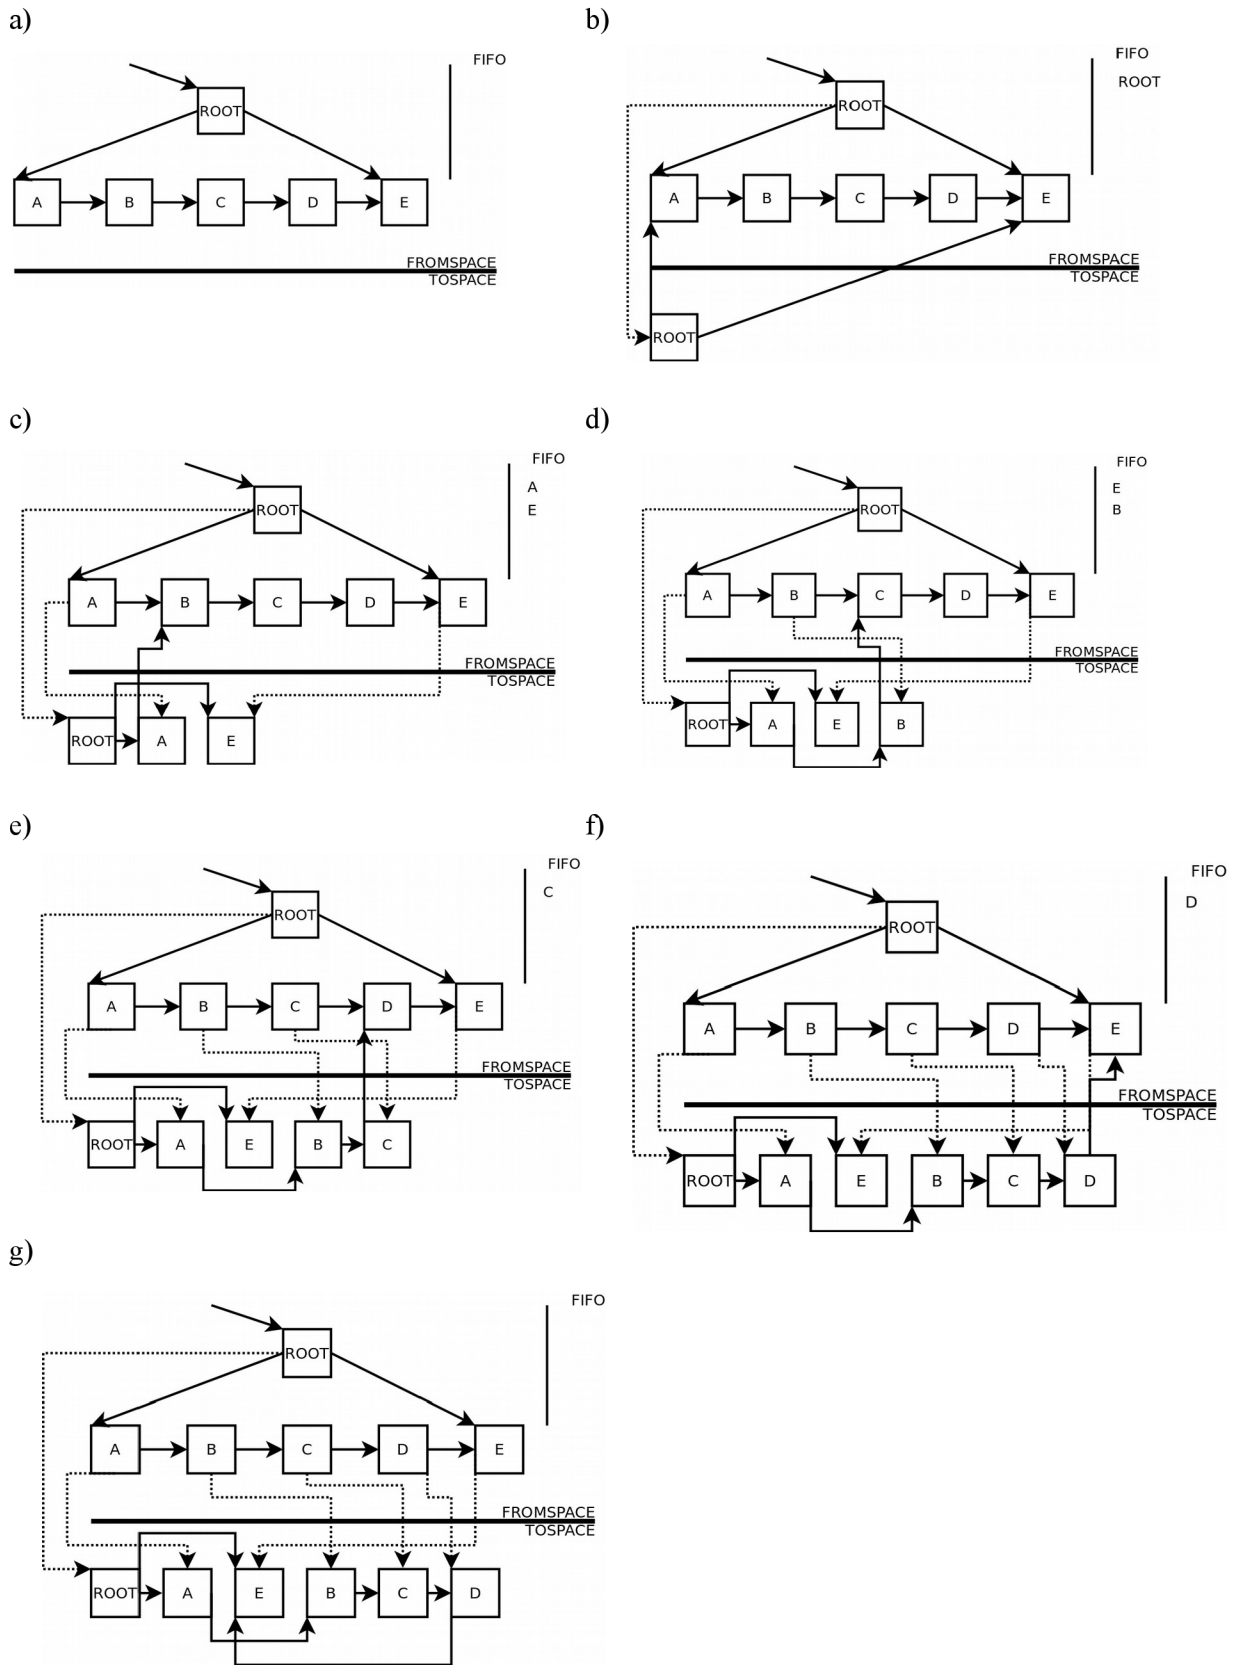 a)
FIFO
ROOT
A B C D E
FROMSPACE
TOSPACE
b)
FIFO
ROOT
ROOT
A B C D E
FROMSPACE
TOSPACE
ROOT
c)
FIFO
A
ROOT
E
A B C D E
FROMSPACE
TOSPACE
ROOT A E
d)
FIFO
E
ROOT
B
A B C D E
FROMSPACE
TOSPACE
ROOT A E B
e)
FIFO
C
ROOT
A B C D E
FROMSPACE
TOSPACE
ROOT A E B C
f)
FIFO
D
ROOT
A B C D E
FROMSPACE
TOSPACE
ROOT A E B C D
g)
FIFO
ROOT
A B C D E
FROMSPACE
TOSPACE
ROOT A E B C D